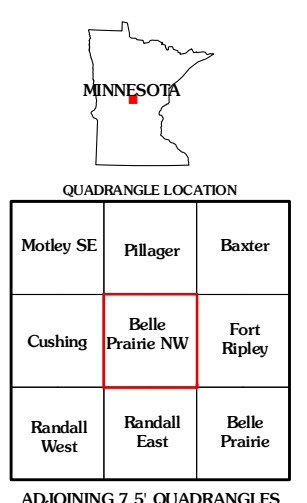 MINNESOTA
QUADRANGLE LOCATION
Motley SE
Pillager
Baxter
Cushing
Belle
Prairie NW
Fort
Ripley
Randall
West
Randall
East
Belle
Prairie
ADJOINING 7.5' QUADRANGLES